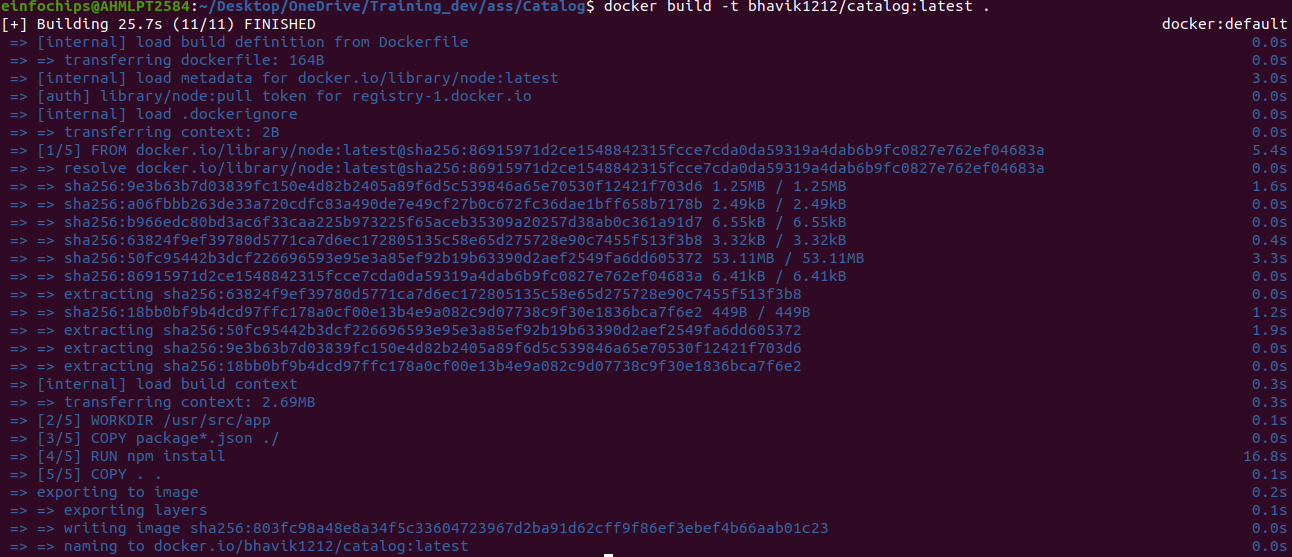 einfochips@AHMLPT2584:~/Desktop/OneDrive/Training_dev/ass/Catalog$ docker build -t bhavik1212/catalog:latest .
[+] Building 25.7s (11/11) FINISHED docker:default
=> [internal] load build definition from Dockerfile 0.0s
=> => transferring dockerfile: 164B 0.0s
=> [internal] load metadata for docker.io/library/node:latest 3.0s
=> [auth] library/node:pull token for registry-1.docker.io 0.0s
=> [internal] load .dockerignore 0.0s
=> => transferring context: 2B 0.0s
=> [1/5] FROM docker.io/library/node:latest@sha256:86915971d2ce1548842315fcce7cda0da59319a4dab6b9fc0827e762ef04683a 5.4s
=> => resolve docker.io/library/node:latest@sha256:86915971d2ce1548842315fcce7cda0da59319a4dab6b9fc0827e762ef04683a 0.0s
=> => sha256:9e3b63b7d03839fc150e4d82b2405a89f6d5c539846a65e70530f12421f703d6 1.25MB / 1.25MB 1.6s
=> => sha256:a06fbbb263de33a720cdfc83a490de7e49cf27b0c672fc36dae1bff658b7178b 2.49kB / 2.49kB 0.0s
=> => sha256:b966edc80bd3ac6f33caa225b973225f65aceb35309a20257d38ab0c361a91d7 6.55kB / 6.55kB 0.0s
=> => sha256:63824f9ef39780d5771ca7d6ec172805135c58e65d275728e90c7455f513f3b8 3.32kB / 3.32kB 0.4s
=> => sha256:50fc95442b3dcf226696593e95e3a85ef92b19b63390d2aef2549fa6dd605372 53.11MB / 53.11MB 3.3s
=> => sha256:86915971d2ce1548842315fcce7cda0da59319a4dab6b9fc0827e762ef04683a 6.41kB / 6.41kB 0.0s
=> => extracting sha256:63824f9ef39780d5771ca7d6ec172805135c58e65d275728e90c7455f513f3b8 0.0s
=> => sha256:18bb0bf9b4dcd97ffc178a0cf00e13b4e9a082c9d07738c9f30e1836bca7f6e2 449B / 449B 1.2s
=> => extracting sha256:50fc95442b3dcf226696593e95e3a85ef92b19b63390d2aef2549fa6dd605372 1.9s
=> => extracting sha256:9e3b63b7d03839fc150e4d82b2405a89f6d5c539846a65e70530f12421f703d6 0.0s
=> => extracting sha256:18bb0bf9b4dcd97ffc178a0cf00e13b4e9a082c9d07738c9f30e1836bca7f6e2 0.0s
=> [internal] load build context 0.3s
=> => transferring context: 2.69MB 0.3s
=> [2/5] WORKDIR /usr/src/app 0.1s
=> [3/5] COPY package*.json ./ 0.0s
=> [4/5] RUN npm install 16.8s
=> [5/5] COPY . . 0.1s
=> exporting to image 0.2s
=> => exporting layers 0.1s
=> => writing image sha256:803fc98a48e8a34f5c33604723967d2ba91d62cff9f86ef3ebef4b66aab01c23 0.0s
=> => naming to docker.io/bhavik1212/catalog:latest 0.0s